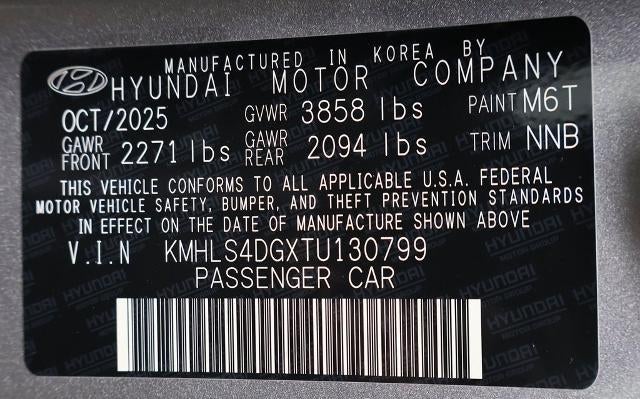 MANUFACTURED IN KOREA BY
HYUNDAI MOTOR COMPANY
OCT/2025 GVWR 3858 lbs PAINT M6T
GAWR FRONT 2271 lbs GAWR REAR 2094 lbs TRIM NNB
THIS VEHICLE CONFORMS TO ALL APPLICABLE U.S.A. FEDERAL
MOTOR VEHICLE SAFETY, BUMPER, AND THEFT PREVENTION STANDARDS
IN EFFECT ON THE DATE OF MANUFACTURE SHOWN ABOVE
V.I.N KMHLS4DGXTU130799
PASSENGER CAR